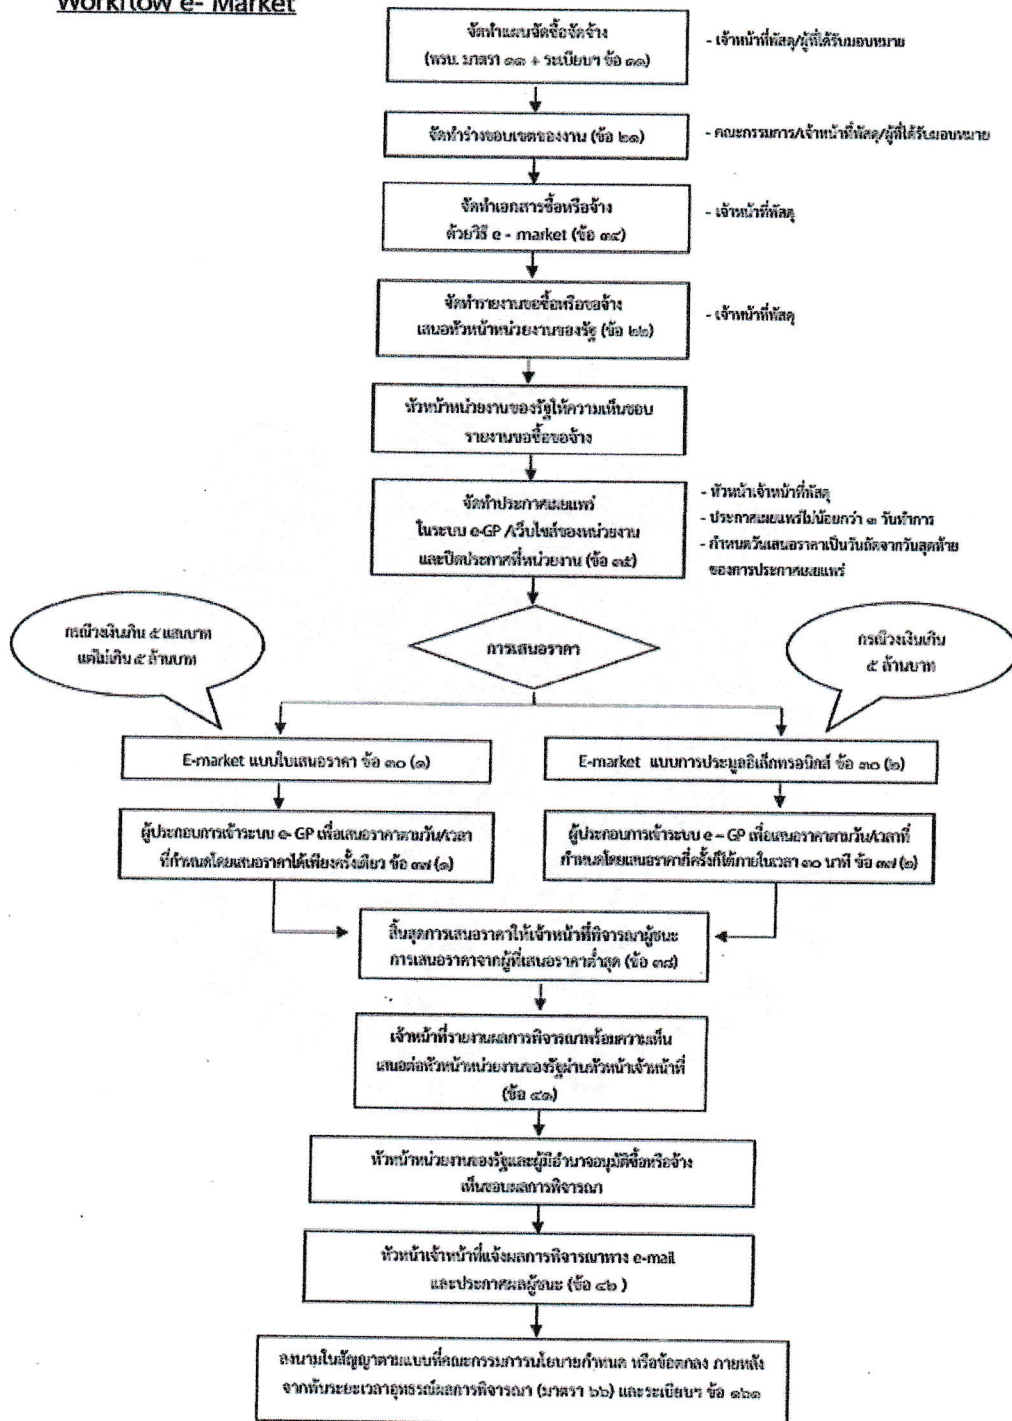 Workflow e- Market
จัดทำแผนจัดซื้อจัดจ้าง
(พรบ. มาตรา ๑๑ + ระเบียบฯ ข้อ ๑๑)
- เจ้าหน้าที่พัสดุ/ผู้ที่ได้รับมอบหมาย
จัดทำร่างขอบเขตของงาน (ข้อ ๒๑)
- คณะกรรมการ/เจ้าหน้าที่พัสดุ/ผู้ที่ได้รับมอบหมาย
จัดทำเอกสารซื้อหรือจ้าง
ด้วยวิธี e - market (ข้อ ๓๔)
- เจ้าหน้าที่พัสดุ
จัดทำรายงานขอซื้อหรือขอจ้าง
เสนอหัวหน้าหน่วยงานของรัฐ (ข้อ ๒๒)
- เจ้าหน้าที่พัสดุ
หัวหน้าหน่วยงานของรัฐให้ความเห็นชอบ
รายงานขอซื้อขอจ้าง
จัดทำประกาศเผยแพร่
ในระบบ e-GP /เว็บไซส์ของหน่วยงาน
และปิดประกาศที่หน่วยงาน (ข้อ ๓๕)
- หัวหน้าเจ้าหน้าที่พัสดุ
- ประกาศเผยแพร่ไม่น้อยกว่า ๓ วันทำการ
- กำหนดวันเสนอราคาเป็นวันถัดจากวันสุดท้าย
ของการประกาศเผยแพร่
กรณีวงเงินเกิน ๕ แสนบาท
แต่ไม่เกิน ๕ ล้านบาท
การเสนอราคา
กรณีวงเงินเกิน
๕ ล้านบาท
E-market แบบใบเสนอราคา ข้อ ๓๐ (๑)
E-market แบบการประมูลอิเล็กทรอนิกส์ ข้อ ๓๐ (๒)
ผู้ประกอบการเข้าระบบ e- GP เพื่อเสนอราคาตามวัน/เวลา
ที่กำหนดโดยเสนอราคาได้เพียงครั้งเดียว ข้อ ๓๗ (๑)
ผู้ประกอบการเข้าระบบ e – GP เพื่อเสนอราคาตามวัน/เวลาที่
กำหนดโดยเสนอราคากี่ครั้งก็ได้ภายในเวลา ๓๐ นาที ข้อ ๓๗ (๒)
สิ้นสุดการเสนอราคาให้เจ้าหน้าที่พิจารณาผู้ชนะ
การเสนอราคาจากผู้ที่เสนอราคาต่ำสุด (ข้อ ๓๘)
เจ้าหน้าที่รายงานผลการพิจารณาพร้อมความเห็น
เสนอต่อหัวหน้าหน่วยงานของรัฐผ่านหัวหน้าเจ้าหน้าที่
(ข้อ ๔๑)
หัวหน้าหน่วยงานของรัฐและผู้มีอำนาจอนุมัติซื้อหรือจ้าง
เห็นชอบผลการพิจารณา
หัวหน้าเจ้าหน้าที่แจ้งผลการพิจารณาทาง e-mail
และประกาศผลผู้ชนะ (ข้อ ๔๒ )
ลงนามในสัญญาตามแบบที่คณะกรรมการนโยบายกำหนด หรือข้อตกลง ภายหลัง
จากพ้นระยะเวลาอุทธรณ์ผลการพิจารณา (มาตรา ๖๖) และระเบียบฯ ข้อ ๑๖๑